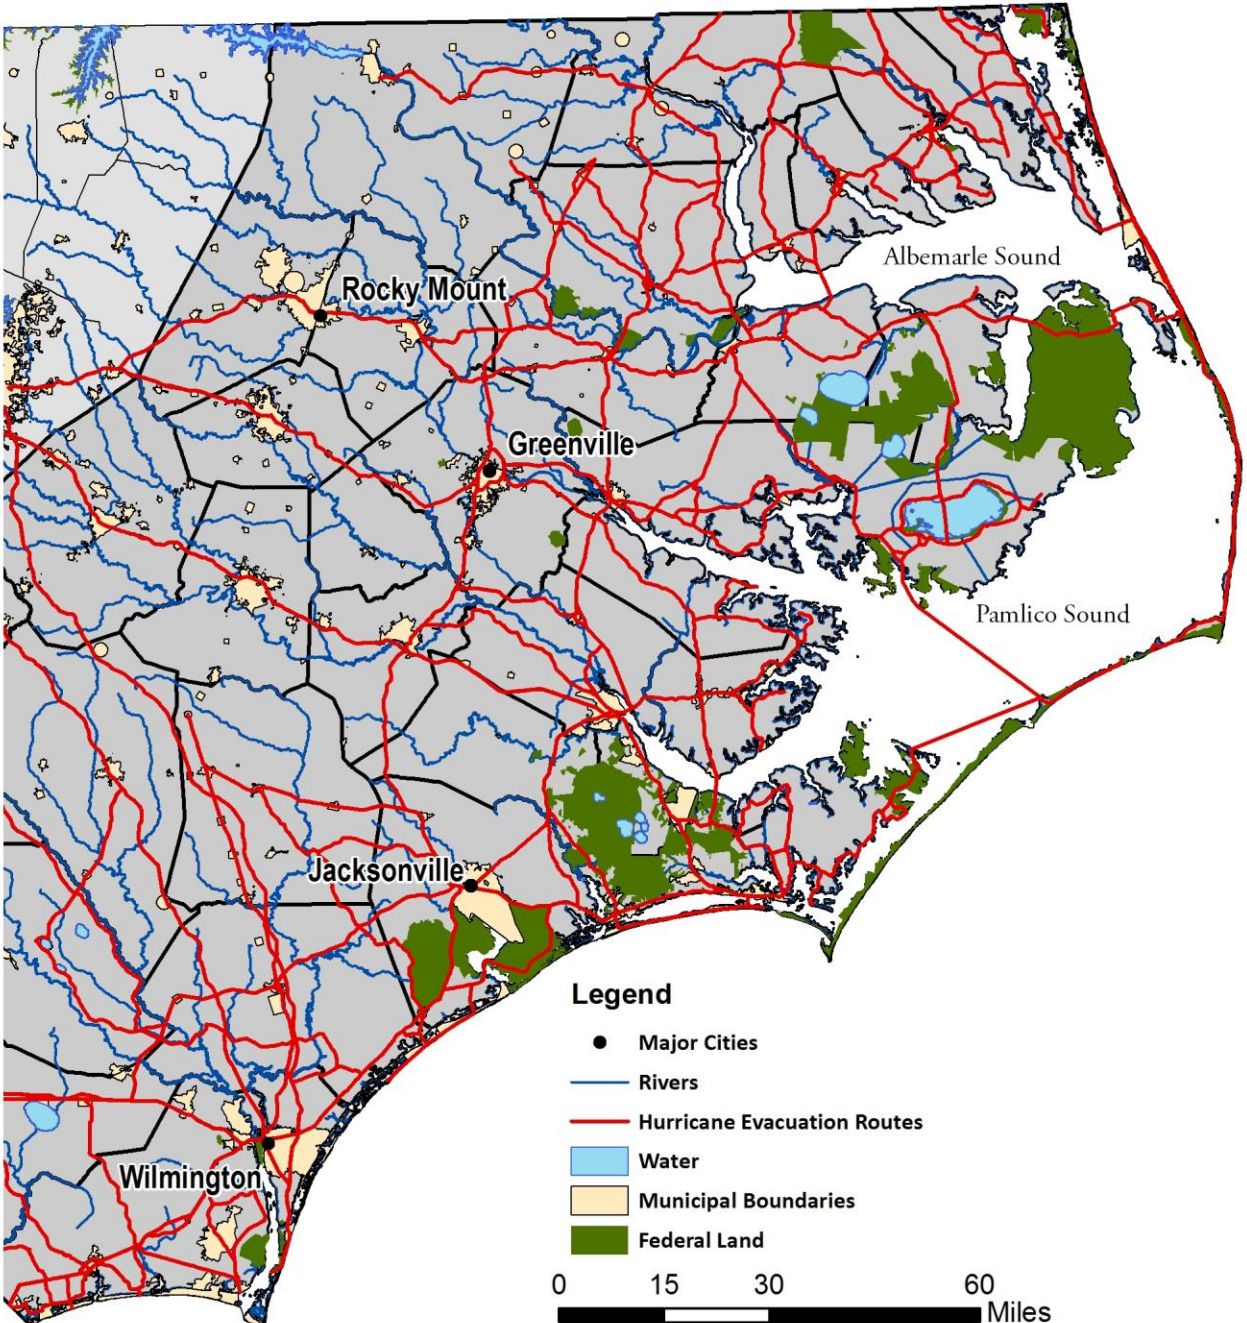 Albemarle Sound
Rocky Mount
Greenville
Pamlico Sound
Jacksonville
Wilmington
Legend
Major Cities
Rivers
Hurricane Evacuation Routes
Water
Municipal Boundaries
Federal Land
0 15 30 60
Miles